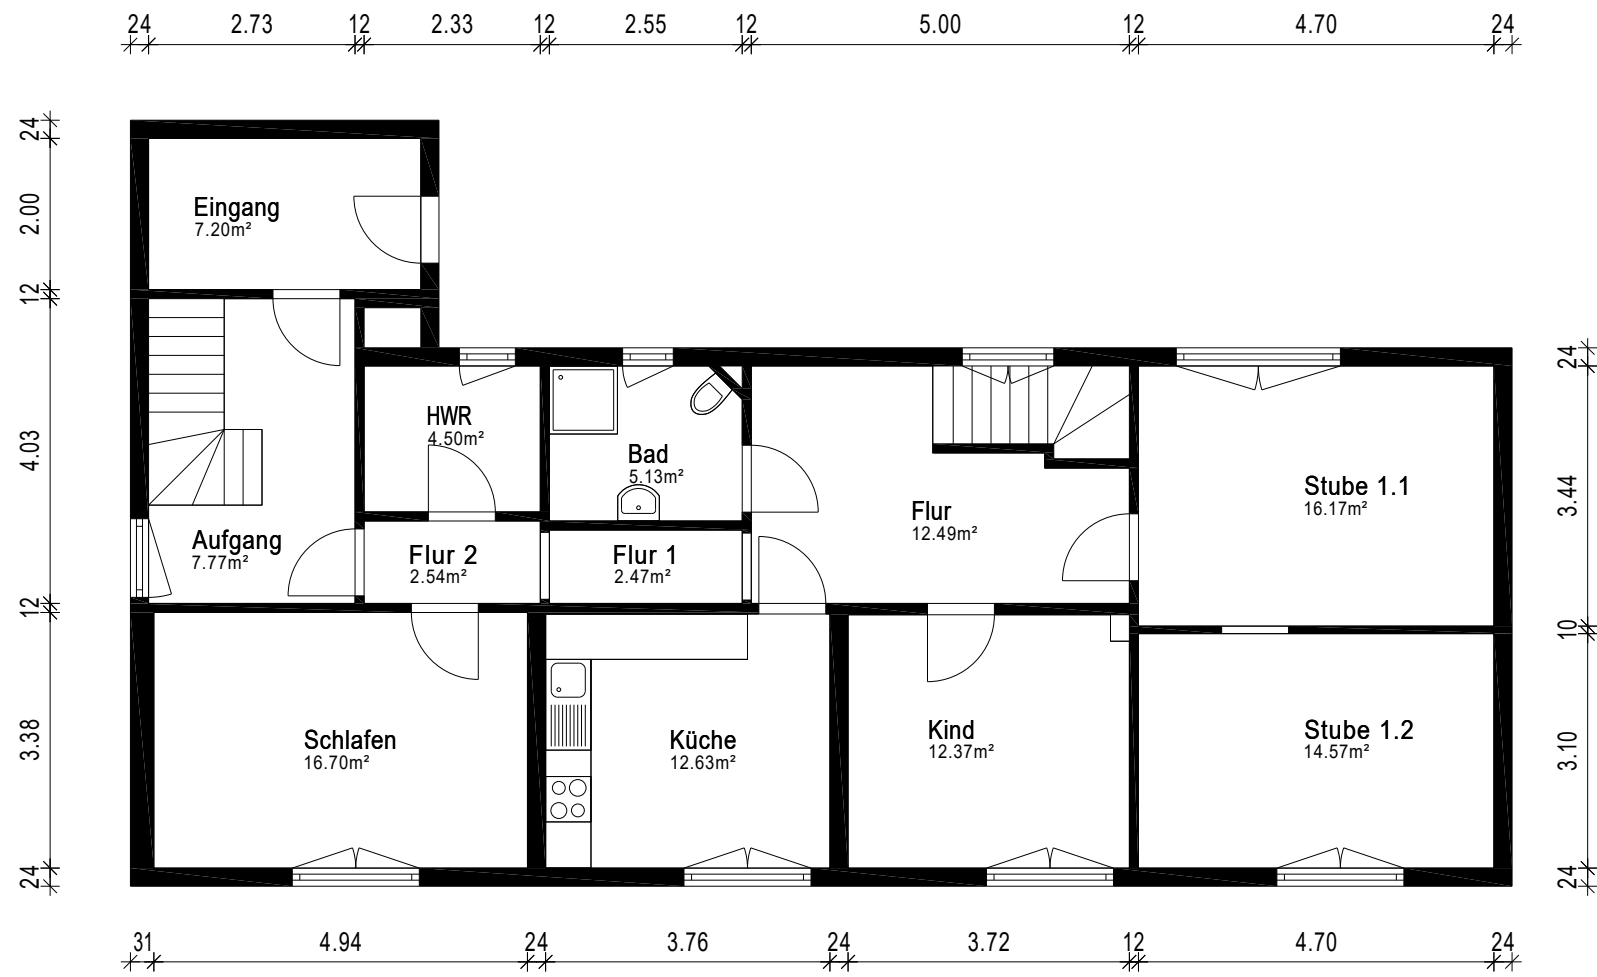 24 2.73 12 2.33 12 2.55 12 5.00 12 4.70 24
24
2.00
12
4.03
12
3.38
24
Eingang
7.20m²
HWR
4.50m²
Bad
5.13m²
Flur
12.49m²
Stube 1.1
16.17m²
Aufgang
7.77m²
Flur 2
2.54m²
Flur 1
2.47m²
Schlafen
16.70m²
Küche
12.63m²
Kind
12.37m²
Stube 1.2
14.57m²
24
3.44
10
3.10
24
31 4.94 24 3.76 24 3.72 12 4.70 24